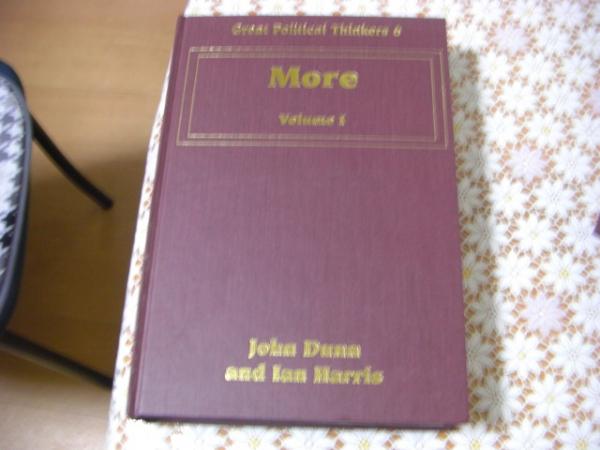 Great Political Thinkers 6
More
Volume 1
John Dunn
and Ian Harris